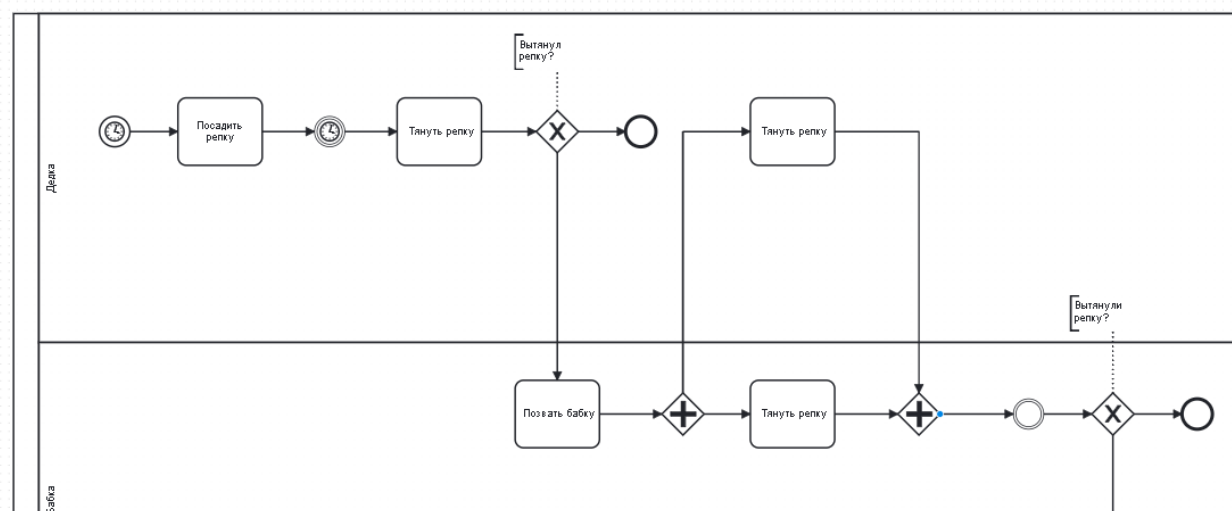 Вытянул
репку?
Посадить
репку
Тянуть репку
Тянуть репку
Дедка
Вытянули
репку?
Позвать бабку
Тянуть репку
Бабка